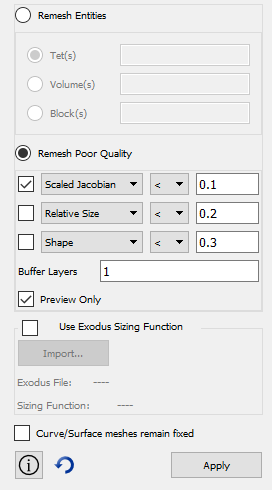 Remesh Entities
Tet(s)
Volume(s)
Block(s)
Remesh Poor Quality
Scaled Jacobian < 0.1
Relative Size < 0.2
Shape < 0.3
Buffer Layers 1
Preview Only
Use Exodus Sizing Function
Import...
Exodus File: ----
Sizing Function: ----
Curve/Surface meshes remain fixed
Apply